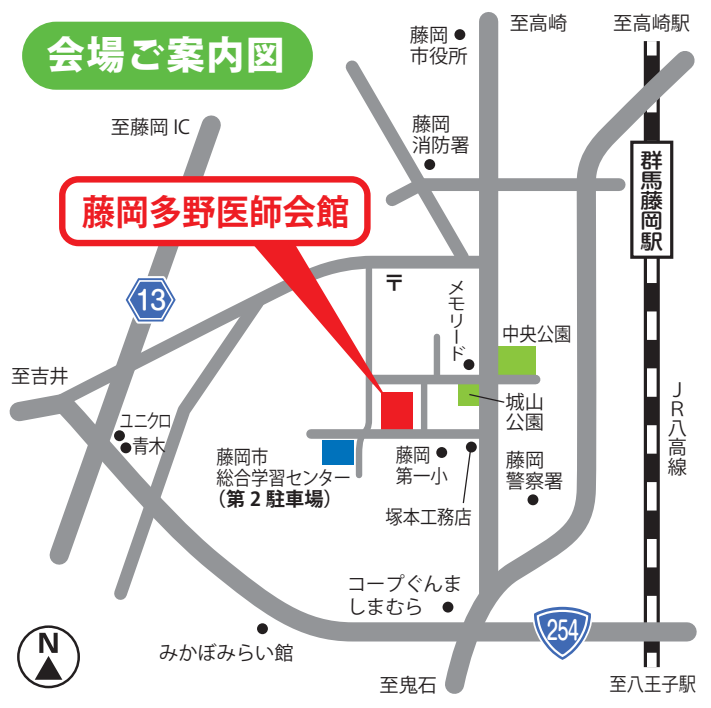 会場ご案内図
藤岡
市役所
至高崎
至高崎駅
至藤岡 IC
藤岡
消防署
群馬藤岡駅
藤岡多野医師会館
13
〒
メモリード
中央公園
至吉井
城山
公園
JR八高線
ユニクロ
青木
藤岡市
総合学習センター
（第 2 駐車場）
藤岡
第一小
藤岡
警察署
塚本工務店
コープぐんま
しまむら
254
N
みかぼみらい館
至鬼石
至八王子駅